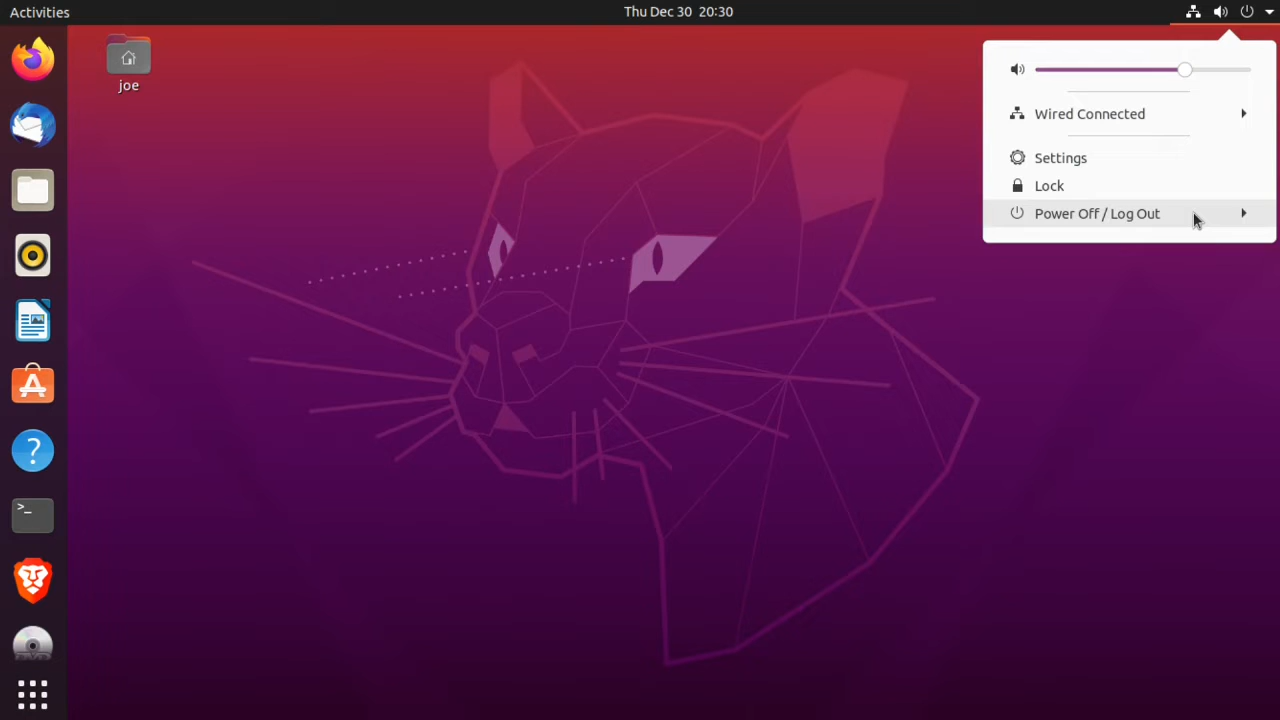 Activities
Thu Dec 30 20:30
joe
Wired Connected
Settings
Lock
Power Off / Log Out
?
>_